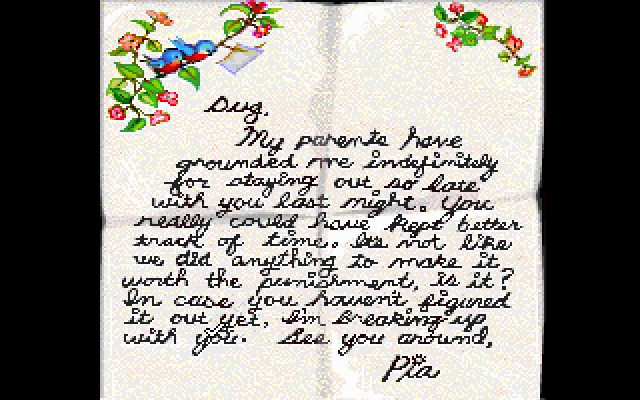 Dug,
My parents have
grounded me indefinitely
for staying out so late
with you last night. You
really could have kept better
track of time. Its not like
we did anything to make it
worth the punishment, is it?
In case you haven't figured
it out yet, I'm breaking up
with you. See you around,
Pia